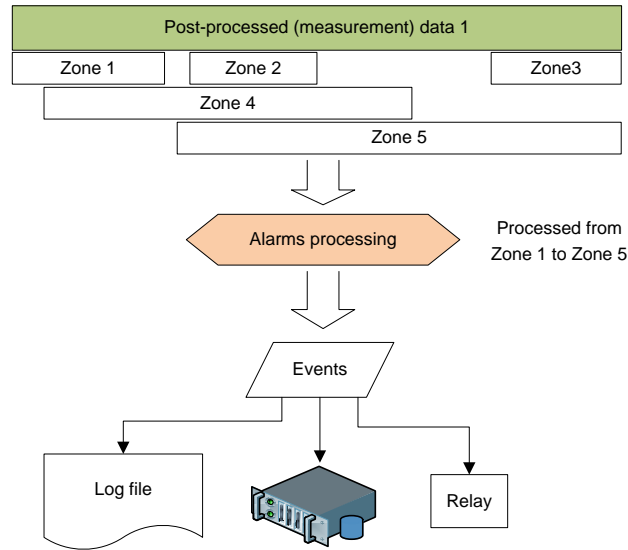 Post-processed (measurement) data 1
Zone 1
Zone 2
Zone3
Zone 4
Zone 5
Alarms processing
Processed from
Zone 1 to Zone 5
Events
Log file
Relay